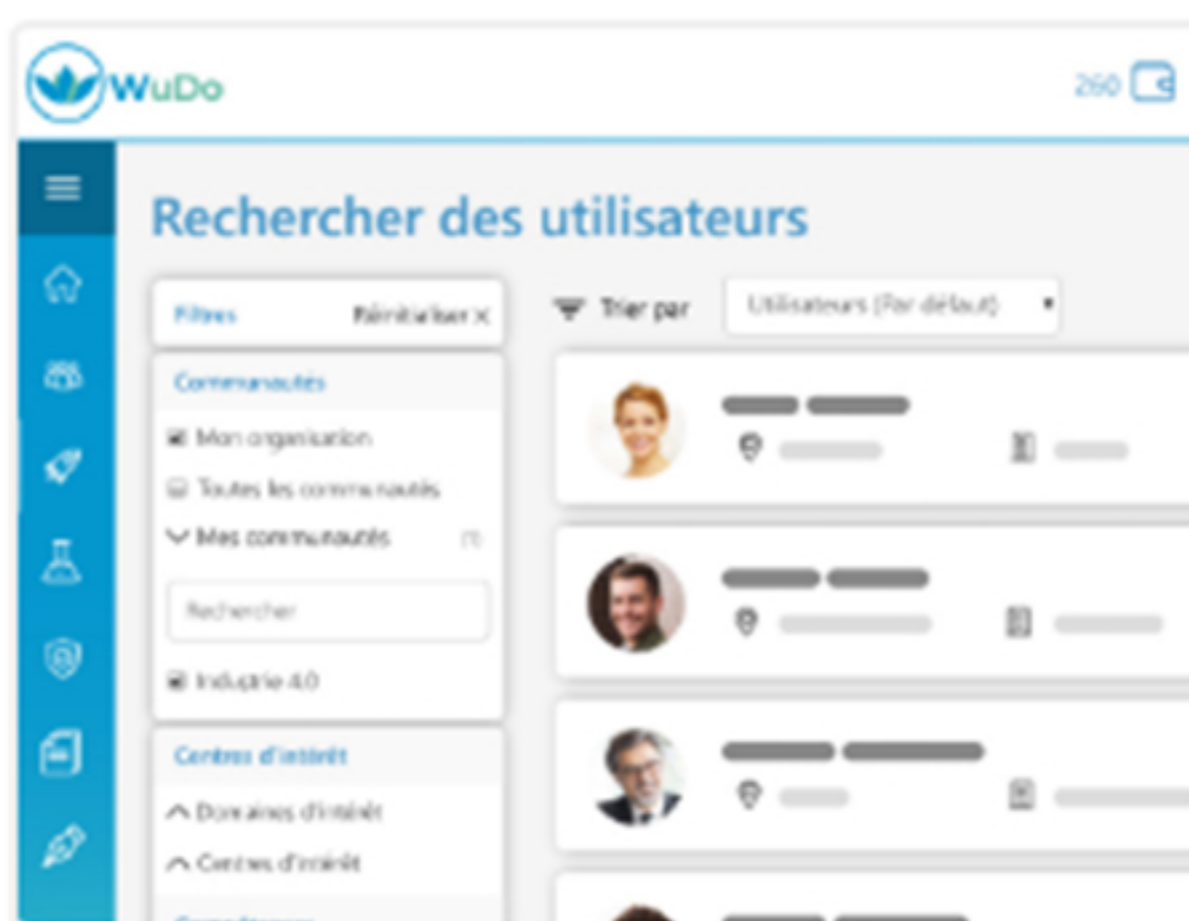 WuDo
260
Rechercher des utilisateurs
Filtres
Réinitialiser ×
Trier par
Utilisateurs (Par défaut)
Communautés
Mon organisation
Toutes les communautés
Mes communautés (1)
Rechercher
Industrie 4.0
Centres d'intérêt
Domaines d'intérêt
Centres d'intérêt